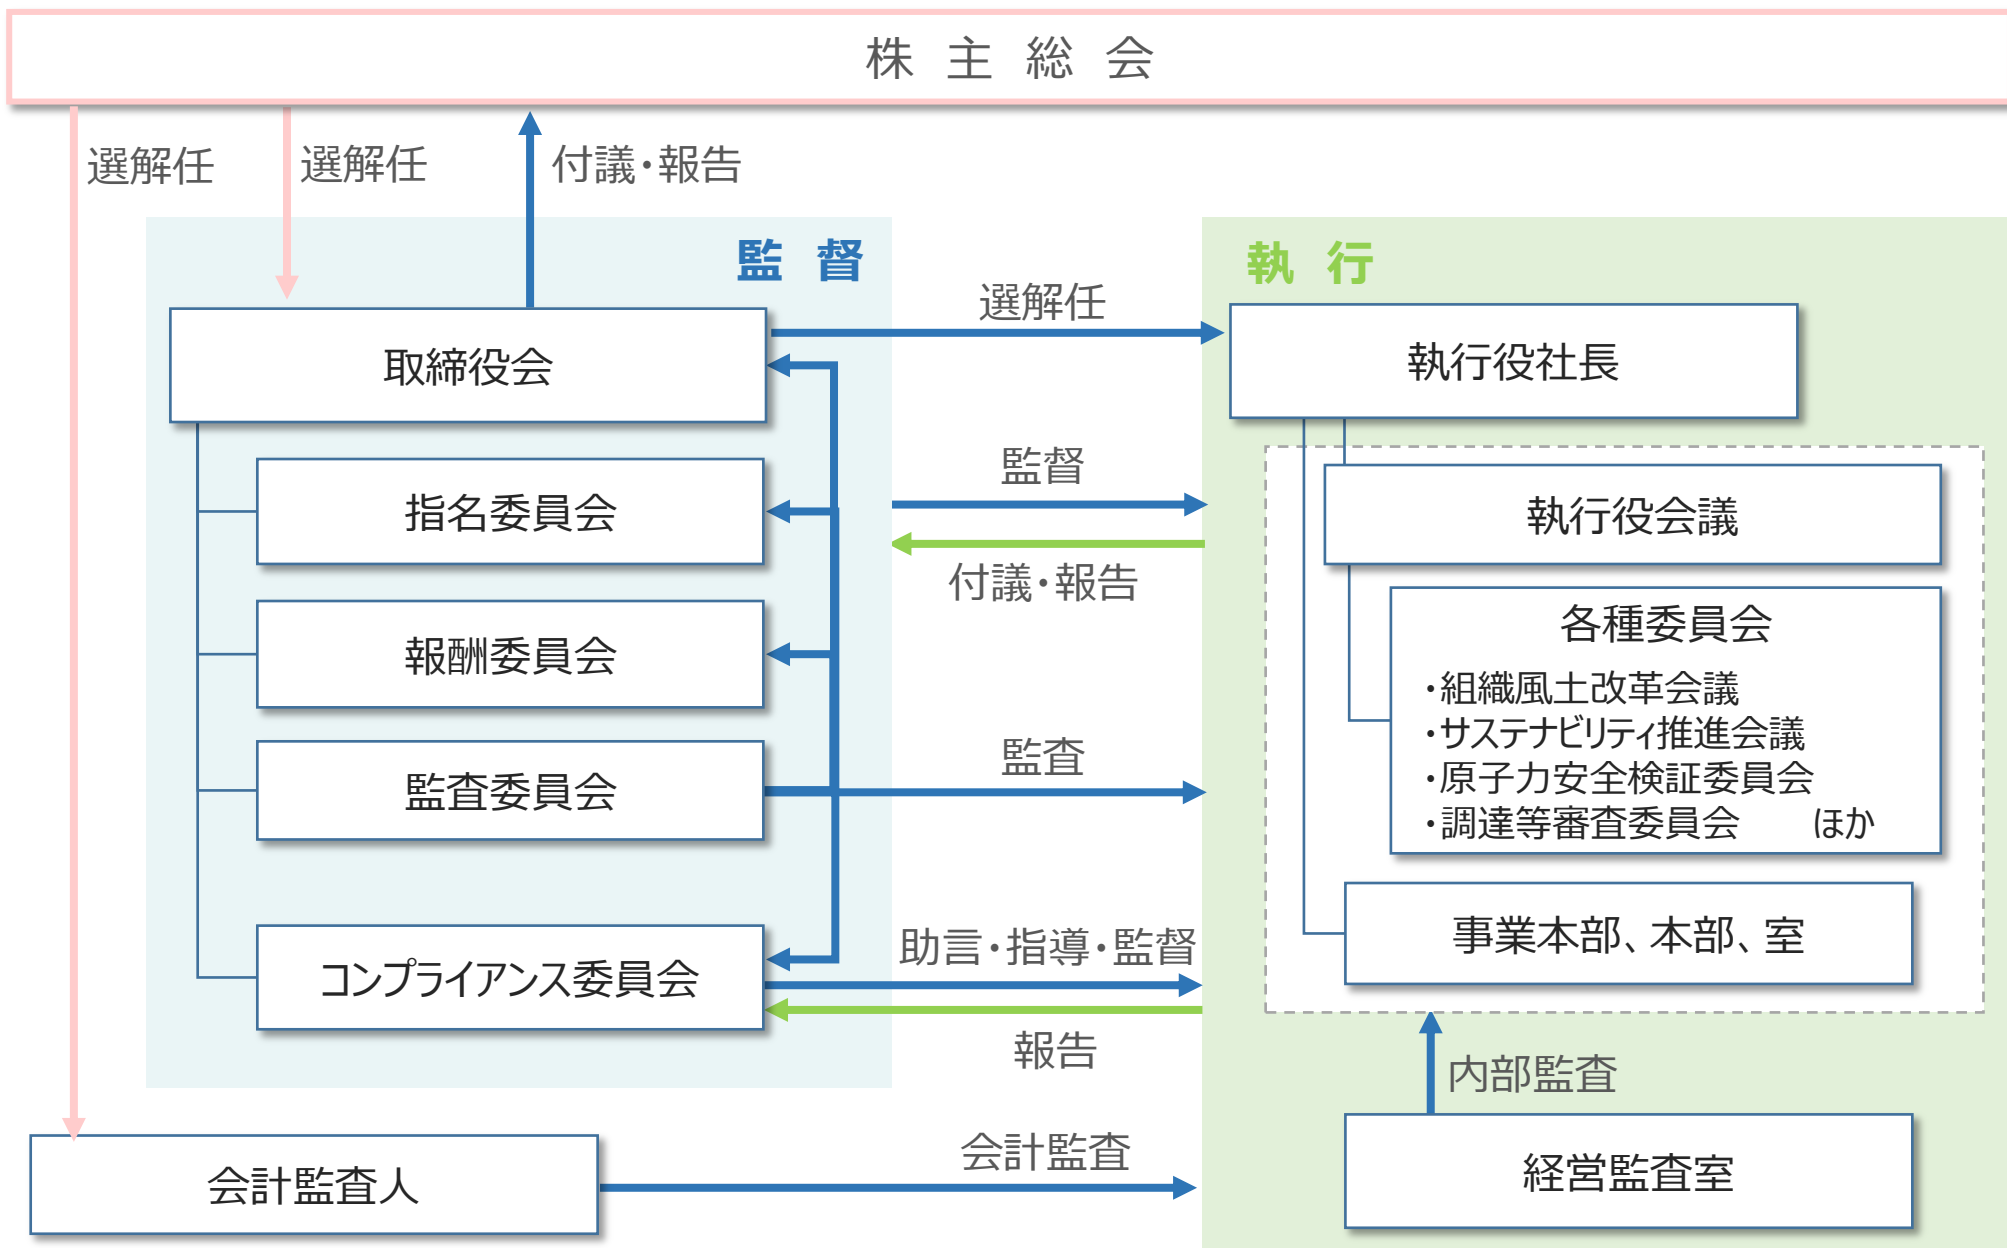 株 主 総 会
選解任
選解任
付議・報告
監 督
執 行
取締役会
選解任
執行役社長
指名委員会
監督
付議・報告
執行役会議
報酬委員会
各種委員会
・組織風土改革会議
・サステナビリティ推進会議
・原子力安全検証委員会
・調達等審査委員会 ほか
監査委員会
監査
コンプライアンス委員会
助言・指導・監督
報告
事業本部、本部、室
内部監査
会計監査人
会計監査
経営監査室